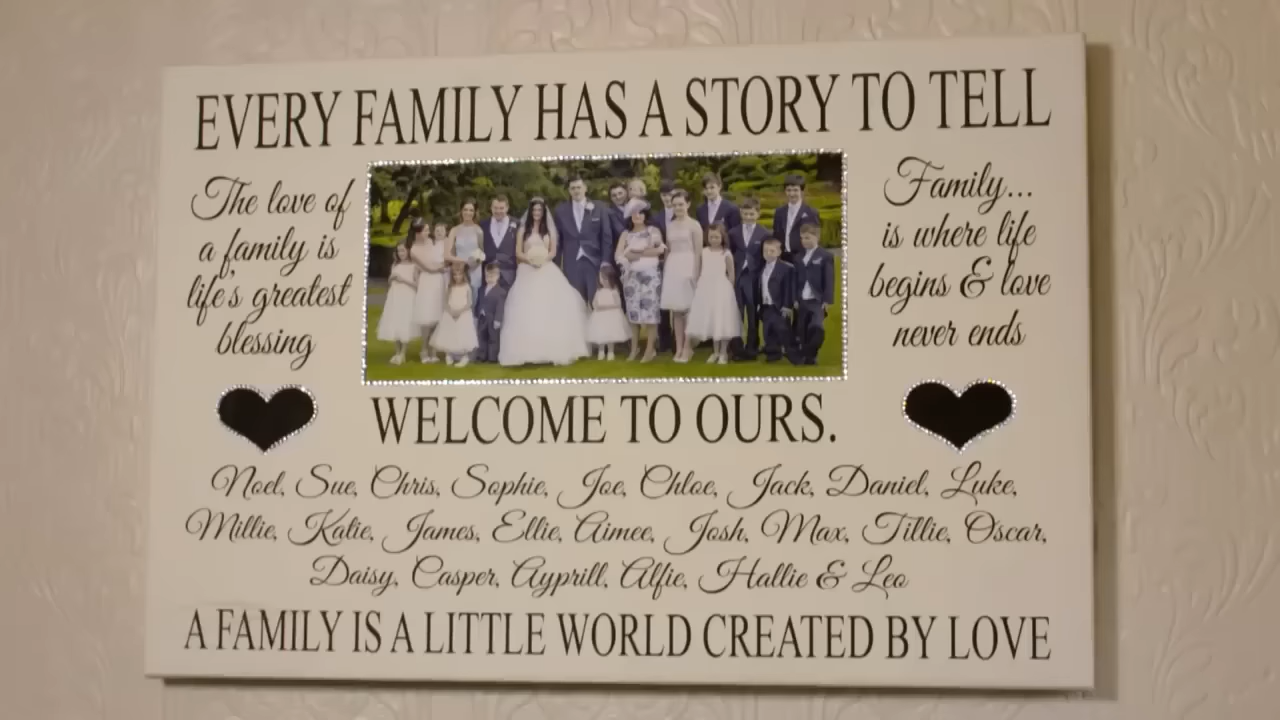 EVERY FAMILY HAS A STORY TO TELL
The love of
a family is
life's greatest
blessing
Family...
is where life
begins & love
never ends
WELCOME TO OURS.
Noel, Sue, Chris, Sophie, Joe, Chloe, Jack, Daniel, Luke,
Millie, Katie, James, Ellie, Aimee, Josh, Max, Tillie, Oscar,
Daisy, Casper, Ayprill, Alfie, Hallie & Leo
A FAMILY IS A LITTLE WORLD CREATED BY LOVE